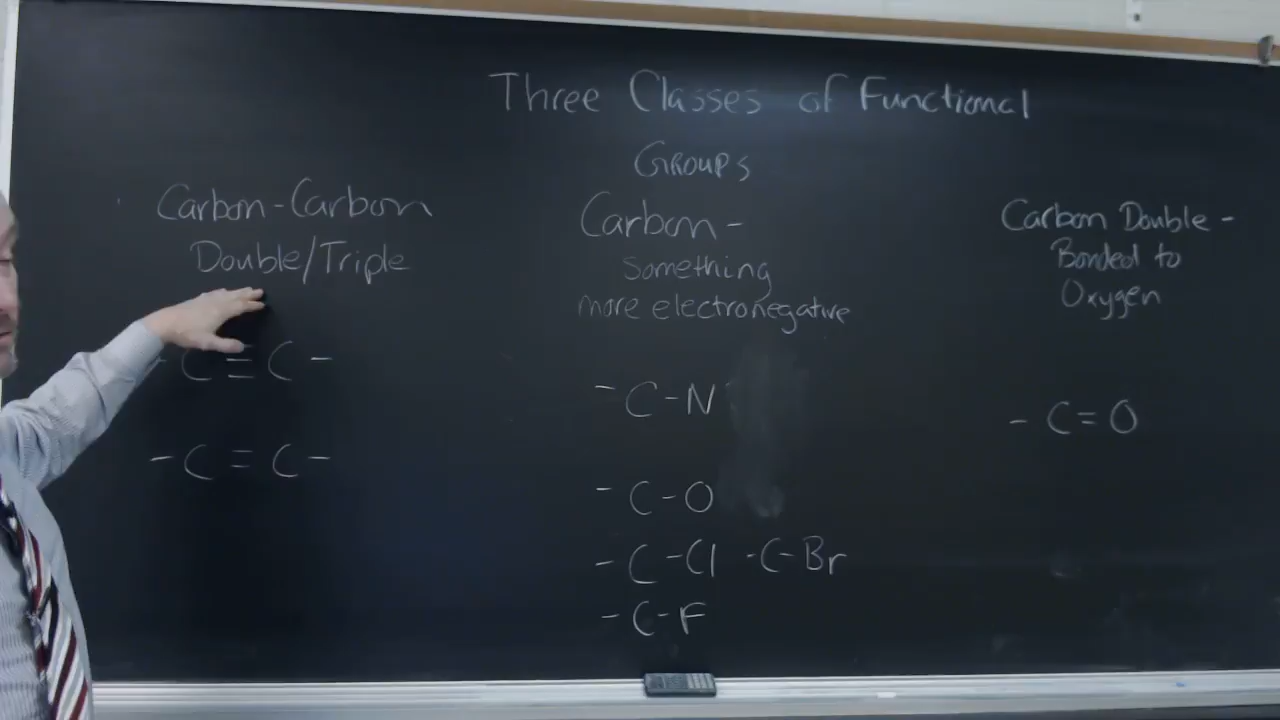 Three Classes of Functional
Groups
Carbon-Carbon
Double/Triple
-C≡C-
-C=C-
Carbon-
Something
more electronegative
-C-N
-C-O
-C-Cl -C-Br
-C-F
Carbon Double-
Bonded to
Oxygen
-C=O